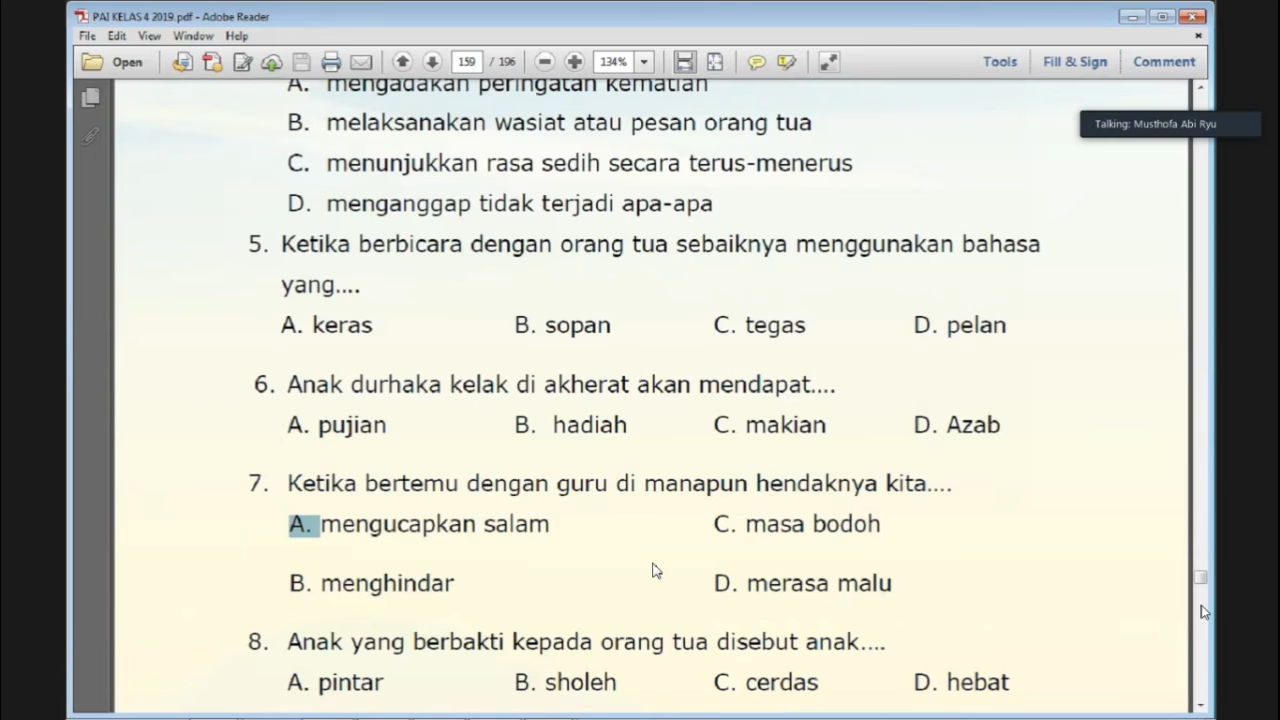 PAI KELAS 4 2019.pdf - Adobe Reader
File Edit View Window Help
Open 159 / 196 134% Tools Fill & Sign Comment
Talking: Musthofa Abi Ryu
A. mengadakan peringatan kematian
B. melaksanakan wasiat atau pesan orang tua
C. menunjukkan rasa sedih secara terus-menerus
D. menganggap tidak terjadi apa-apa
5. Ketika berbicara dengan orang tua sebaiknya menggunakan bahasa
yang....
A. keras B. sopan C. tegas D. pelan
6. Anak durhaka kelak di akherat akan mendapat....
A. pujian B. hadiah C. makian D. Azab
7. Ketika bertemu dengan guru di manapun hendaknya kita....
A. mengucapkan salam C. masa bodoh
B. menghindar D. merasa malu
8. Anak yang berbakti kepada orang tua disebut anak....
A. pintar B. sholeh C. cerdas D. hebat